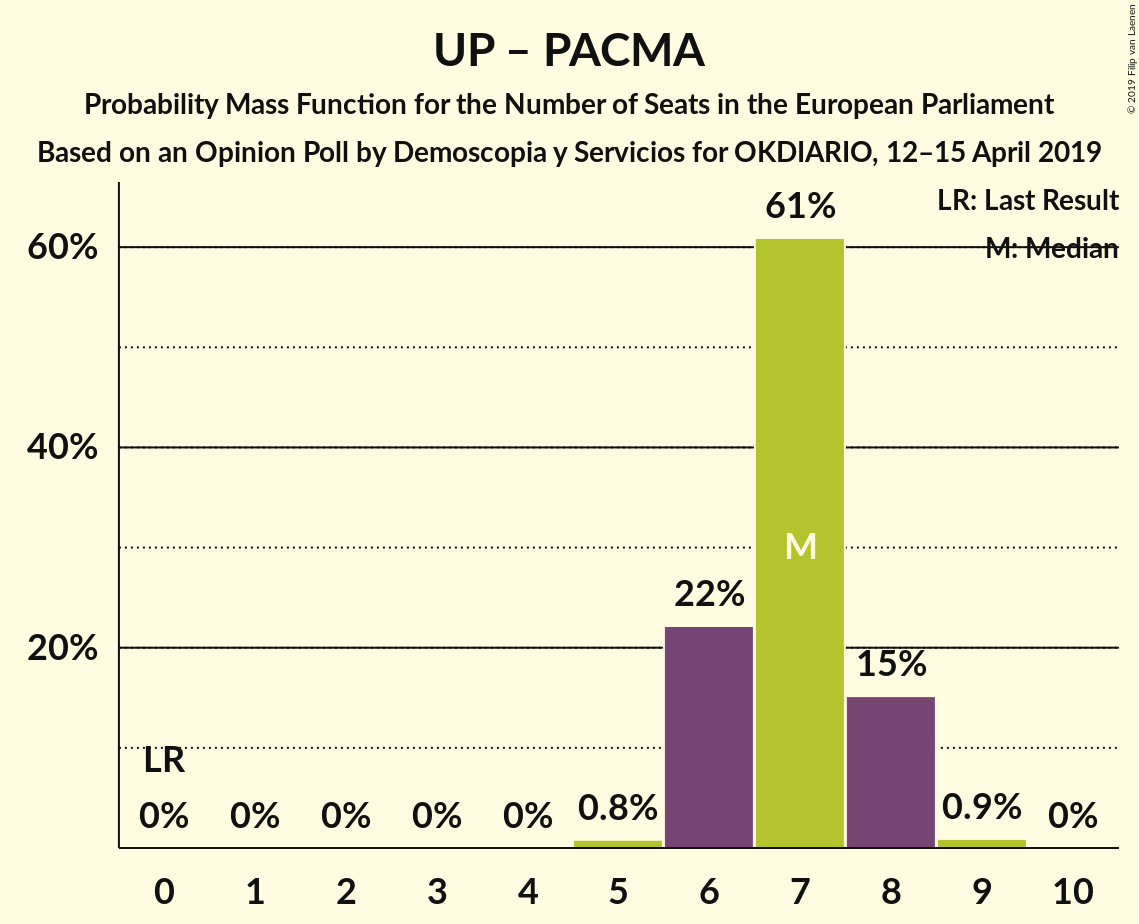 UP – PACMA
Probability Mass Function for the Number of Seats in the European Parliament
Based on an Opinion Poll by Demoscopia y Servicios for OKDIARIO, 12–15 April 2019
© 2019 Filip van Laenen
LR: Last Result
M: Median
60%
40%
20%
61%
M
22%
15%
LR
0%
0%
0%
0%
0%
0.8%
0.9%
0%
0 1 2 3 4 5 6 7 8 9 10